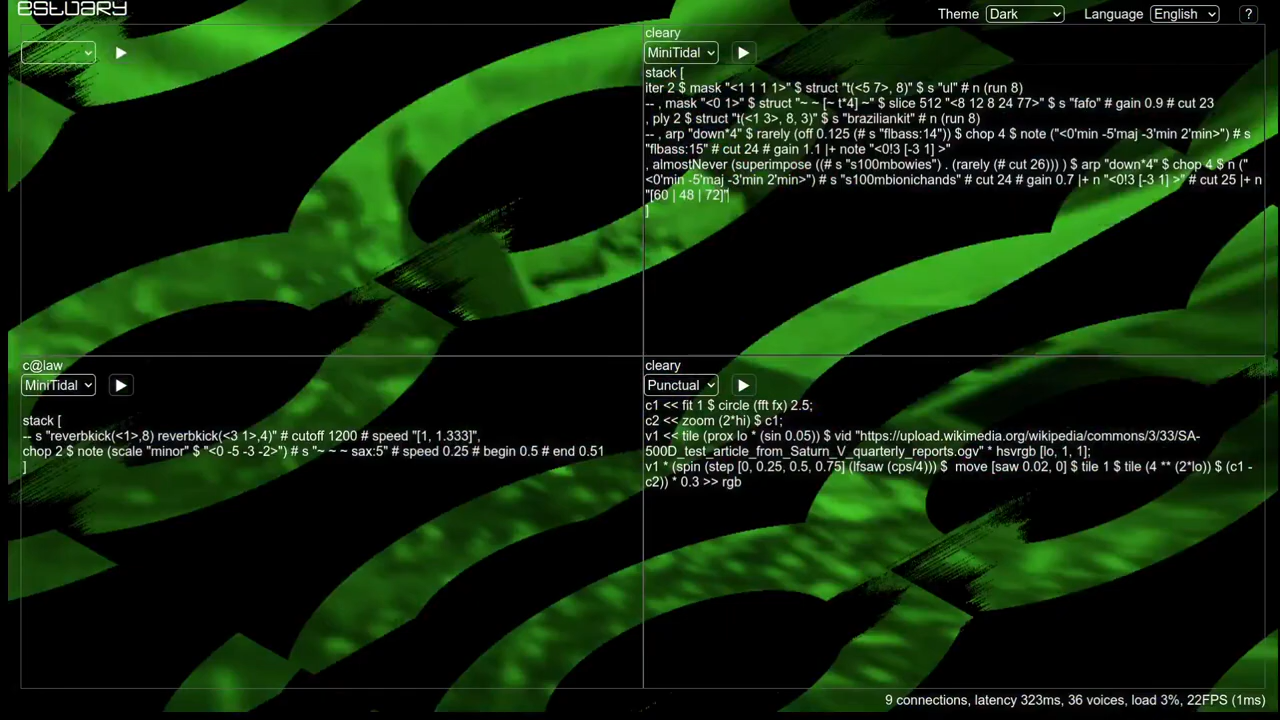 estuary
Theme Dark Language English ?
cleary
MiniTidal
stack [
iter 2 $ mask "<1 1 1 1>" $ struct "t(<5 7>, 8)" $ s "ul" # n (run 8)
-- , mask "<0 1>" $ struct "~ ~ [~ t*4] ~" $ slice 512 "<8 12 8 24 77>" $ s "fafo" # gain 0.9 # cut 23
, ply 2 $ struct "t(<1 3>, 8, 3)" $ s "braziliankit" # n (run 8)
-- , arp "down*4" $ rarely (off 0.125 (# s "flbass:14")) $ chop 4 $ note ("<0'min -5'maj -3'min 2'min>") # s
"flbass:15" # cut 24 # gain 1.1 |+ note "<0!3 [-3 1] >"
, almostNever (superimpose ((# s "s100mbowies") . (rarely (# cut 26))) ) $ arp "down*4" $ chop 4 $ n ("
<0'min -5'maj -3'min 2'min>") # s "s100mbionichands" # cut 24 # gain 0.7 |+ n "<0!3 [-3 1] >" # cut 25 |+ n
"[60 | 48 | 72]"
]
c@law
MiniTidal
stack [
-- s "reverbkick(<1>,8) reverbkick(<3 1>,4)" # cutoff 1200 # speed "[1, 1.333]",
chop 2 $ note (scale "minor" $ "<0 -5 -3 -2>") # s "~ ~ ~ sax:5" # speed 0.25 # begin 0.5 # end 0.51
]
cleary
Punctual
c1 << fit 1 $ circle (fft fx) 2.5;
c2 << zoom (2*hi) $ c1;
v1 << tile (prox lo * (sin 0.05)) $ vid "https://upload.wikimedia.org/wikipedia/commons/3/33/SA-
500D_test_article_from_Saturn_V_quarterly_reports.ogv" * hsvrgb [lo, 1, 1];
v1 * (spin (step [0, 0.25, 0.5, 0.75] (lfsaw (cps/4))) $  move [saw 0.02, 0] $ tile 1 $ tile (4 ** (2*lo)) $ (c1 -
c2)) * 0.3 >> rgb
9 connections, latency 323ms, 36 voices, load 3%, 22FPS (1ms)